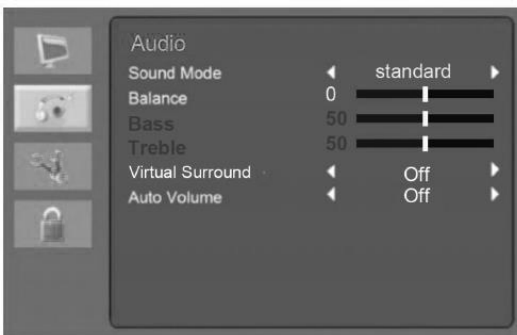 Audio
Sound Mode standard
Balance 0
Bass 50
Treble 50
Virtual Surround Off
Auto Volume Off